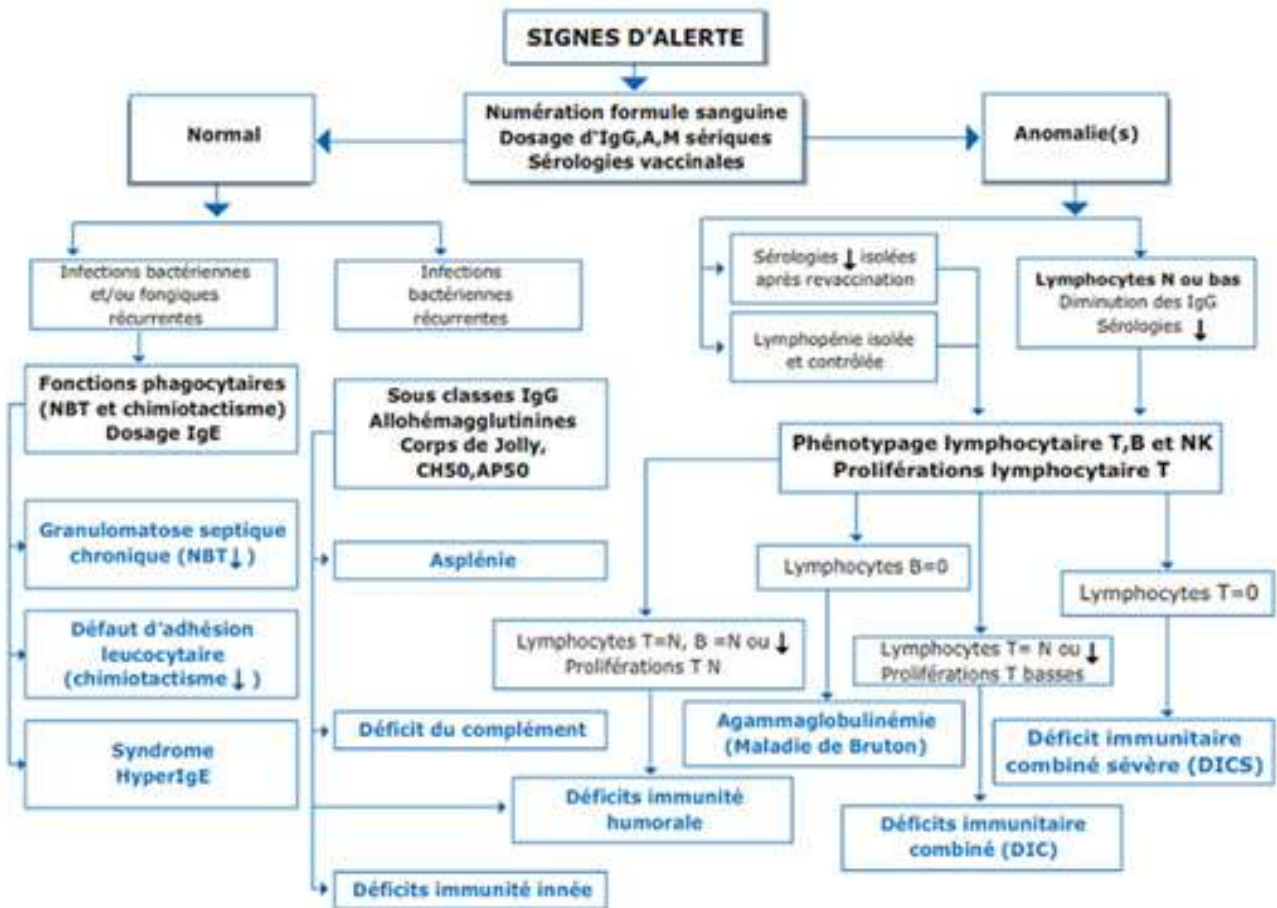 SIGNES D'ALERTE
Normal
Numération formule sanguine
Dosage d'IgG,A,M sériques
Sérologies vaccinales
Anomalie(s)
Infections bactériennes
et/ou fongiques
récurrentes
Infections
bactériennes
récurrentes
Sérologies ↓ isolées
après revaccination
Lymphopénie isolée
et contrôlée
Lymphocytes N ou bas
Diminution des IgG
Sérologies ↓
Fonctions phagocytaires
(NBT et chimiotactisme)
Dosage IgE
Sous classes IgG
Allohémagglutinines
Corps de Jolly,
CH50,AP50
Phénotypage lymphocytaire T,B et NK
Proliférations lymphocytaire T
Granulomatose septique
chronique (NBT↓)
Défaut d'adhésion
leucocytaire
(chimiotactisme ↓)
Syndrome
HyperIgE
Asplénie
Déficit du complément
Déficits immunité
humorale
Déficits immunité innée
Lymphocytes T=N, B =N ou ↓
Proliférations T N
Lymphocytes B=0
Lymphocytes T= N ou ↓
Proliférations T basses
Lymphocytes T=0
Agammaglobulinémie
(Maladie de Bruton)
Déficits immunitaire
combiné (DIC)
Déficit immunitaire
combiné sévère (DICS)